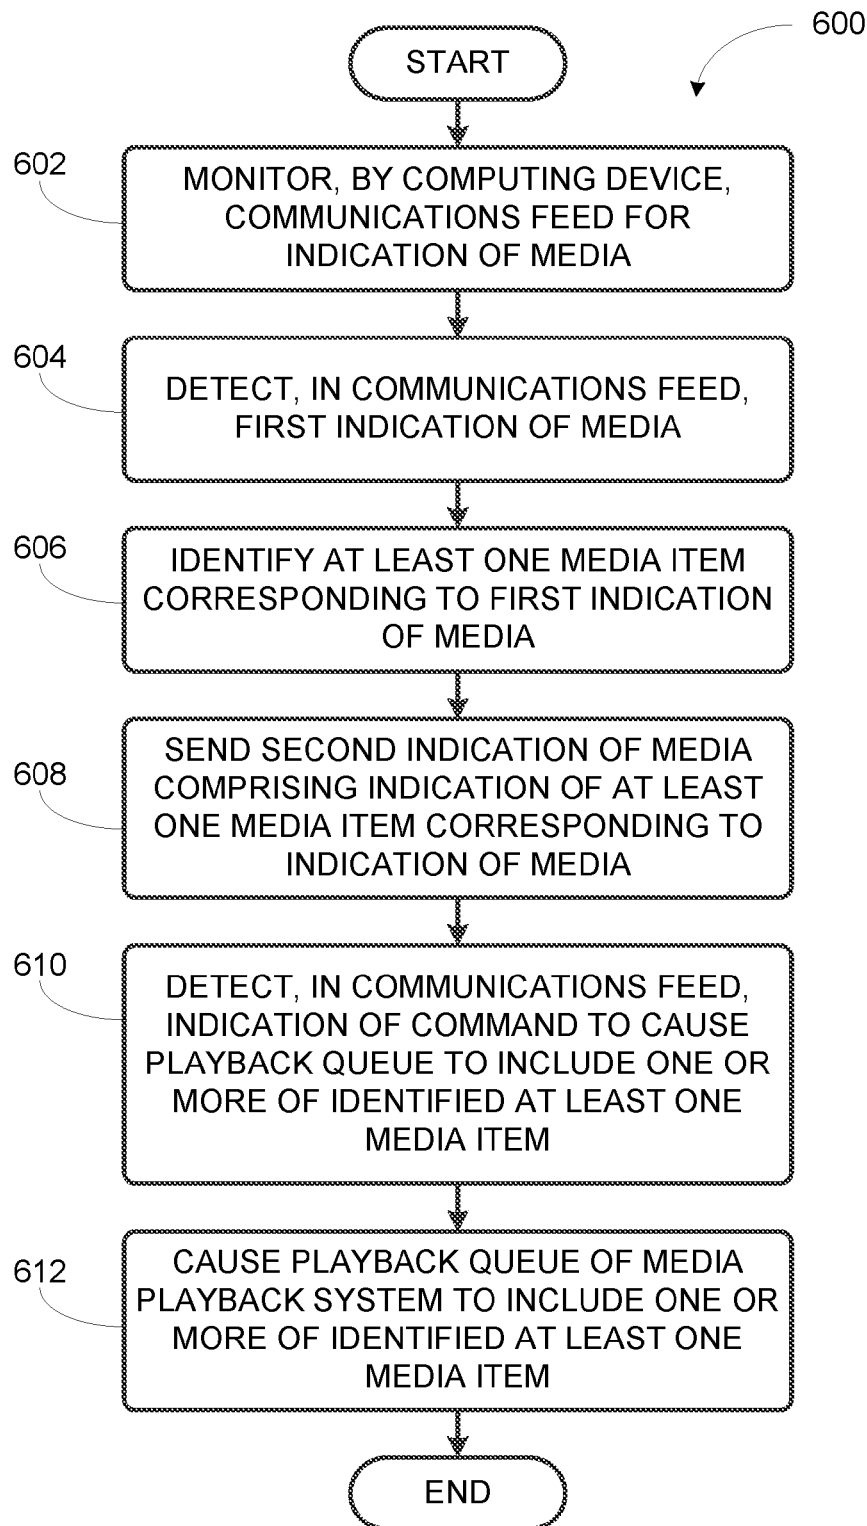 600
START
602
MONITOR, BY COMPUTING DEVICE,
COMMUNICATIONS FEED FOR
INDICATION OF MEDIA
604
DETECT, IN COMMUNICATIONS FEED,
FIRST INDICATION OF MEDIA
606
IDENTIFY AT LEAST ONE MEDIA ITEM
CORRESPONDING TO FIRST INDICATION
OF MEDIA
608
SEND SECOND INDICATION OF MEDIA
COMPRISING INDICATION OF AT LEAST
ONE MEDIA ITEM CORRESPONDING TO
INDICATION OF MEDIA
610
DETECT, IN COMMUNICATIONS FEED,
INDICATION OF COMMAND TO CAUSE
PLAYBACK QUEUE TO INCLUDE ONE OR
MORE OF IDENTIFIED AT LEAST ONE
MEDIA ITEM
612
CAUSE PLAYBACK QUEUE OF MEDIA
PLAYBACK SYSTEM TO INCLUDE ONE OR
MORE OF IDENTIFIED AT LEAST ONE
MEDIA ITEM
END